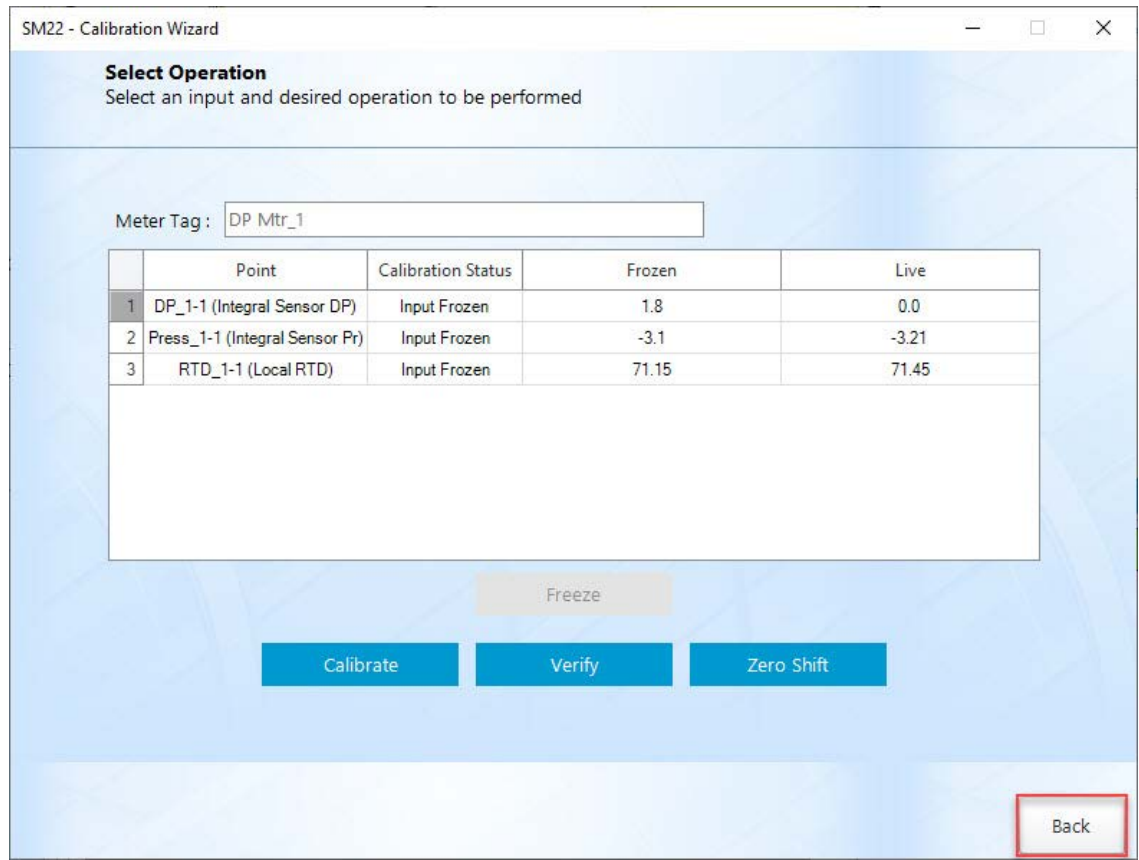 SM22 - Calibration Wizard
Select Operation
Select an input and desired operation to be performed
Meter Tag : DP Mtr_1
Point Calibration Status Frozen Live
1 DP_1-1 (Integral Sensor DP) Input Frozen 1.8 0.0
2 Press_1-1 (Integral Sensor Pr) Input Frozen -3.1 -3.21
3 RTD_1-1 (Local RTD) Input Frozen 71.15 71.45
Freeze
Calibrate Verify Zero Shift
Back